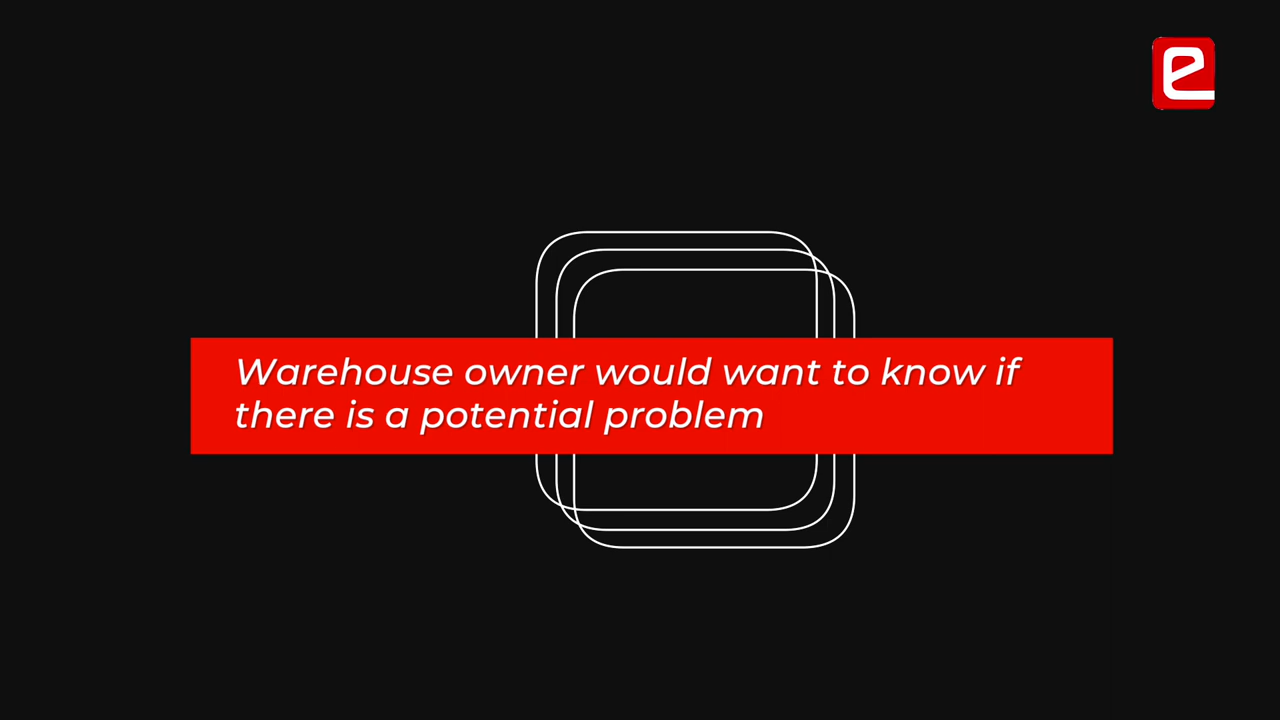 e
Warehouse owner would want to know if
there is a potential problem